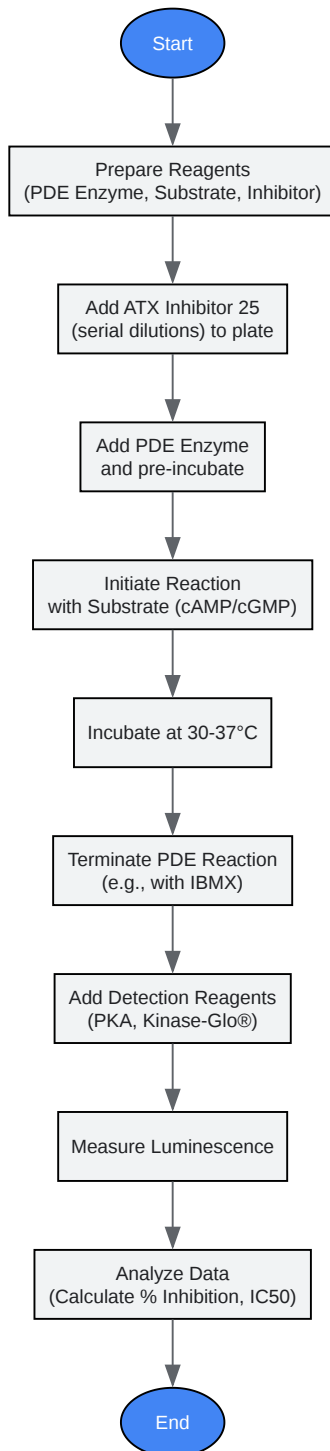 Start
Prepare Reagents
(PDE Enzyme, Substrate, Inhibitor)
Add ATX Inhibitor 25
(serial dilutions) to plate
Add PDE Enzyme
and pre-incubate
Initiate Reaction
with Substrate (cAMP/cGMP)
Incubate at 30-37°C
Terminate PDE Reaction
(e.g., with IBMX)
Add Detection Reagents
(PKA, Kinase-Glo®)
Measure Luminescence
Analyze Data
(Calculate % Inhibition, IC50)
End